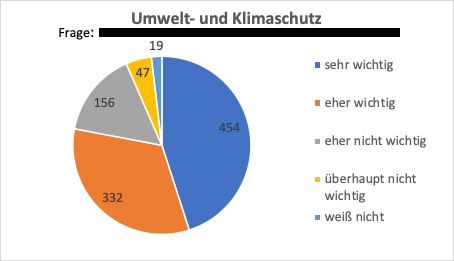 Umwelt- und Klimaschutz
Frage:
19
47
156
454
332
sehr wichtig
eher wichtig
eher nicht wichtig
überhaupt nicht
wichtig
weiß nicht